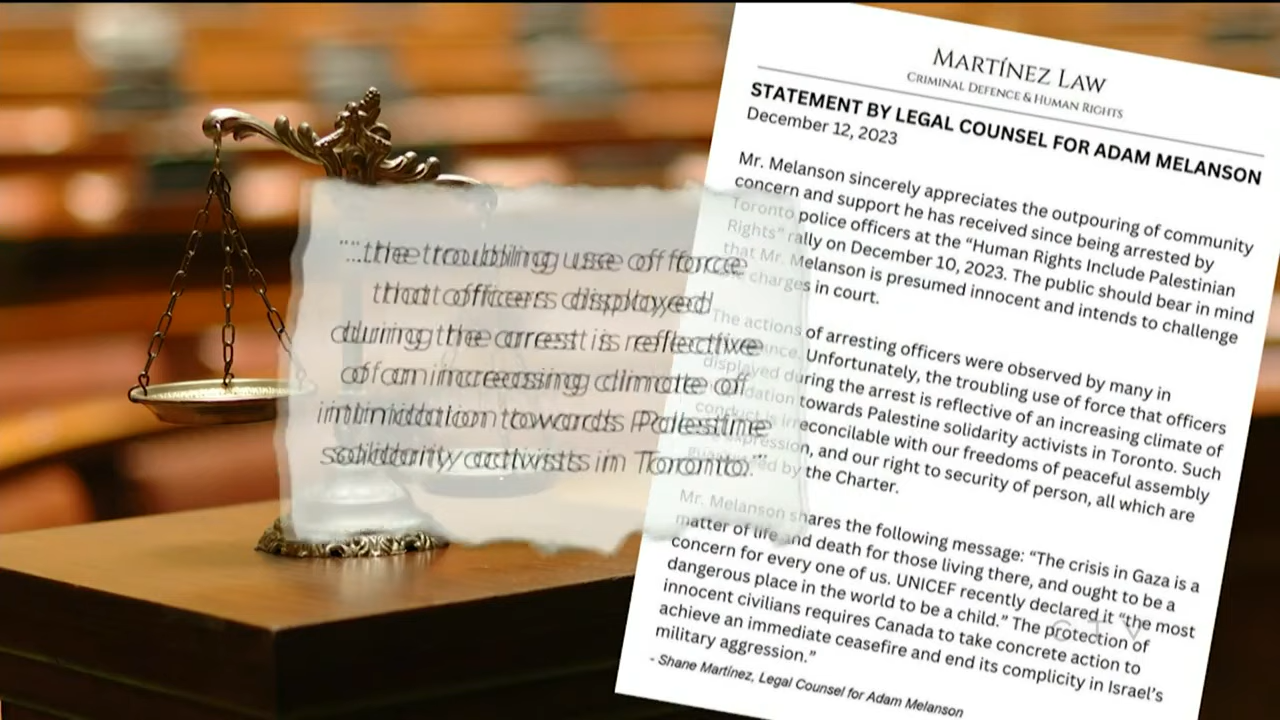 “...the troubling use of force
that officers displayed
during the arrest is reflective
of an increasing climate of
intimidation towards Palestine
solidarity activists in Toronto.”
MARTÍNEZ LAW
CRIMINAL DEFENCE & HUMAN RIGHTS
STATEMENT BY LEGAL COUNSEL FOR ADAM MELANSON
December 12, 2023
Mr. Melanson sincerely appreciates the outpouring of community
concern and support he has received since being arrested by
Toronto police officers at the “Human Rights Include Palestinian
Rights” rally on December 10, 2023. The public should bear in mind
that Mr. Melanson is presumed innocent and intends to challenge
the charges in court.
The actions of arresting officers were observed by many in
Unfortunately, the troubling use of force that officers
displayed during the arrest is reflective of an increasing climate of
intimidation towards Palestine solidarity activists in Toronto. Such
conduct is irreconcilable with our freedoms of peaceful assembly
expression, and our right to security of person, all which are
guaranteed by the Charter.
Mr. Melanson shares the following message: “The crisis in Gaza is a
matter of life and death for those living there, and ought to be a
concern for every one of us. UNICEF recently declared it “the most
dangerous place in the world to be a child.” The protection of
innocent civilians requires Canada to take concrete action to
achieve an immediate ceasefire and end its complicity in Israel’s
military aggression.”
- Shane Martínez, Legal Counsel for Adam Melanson
CTV